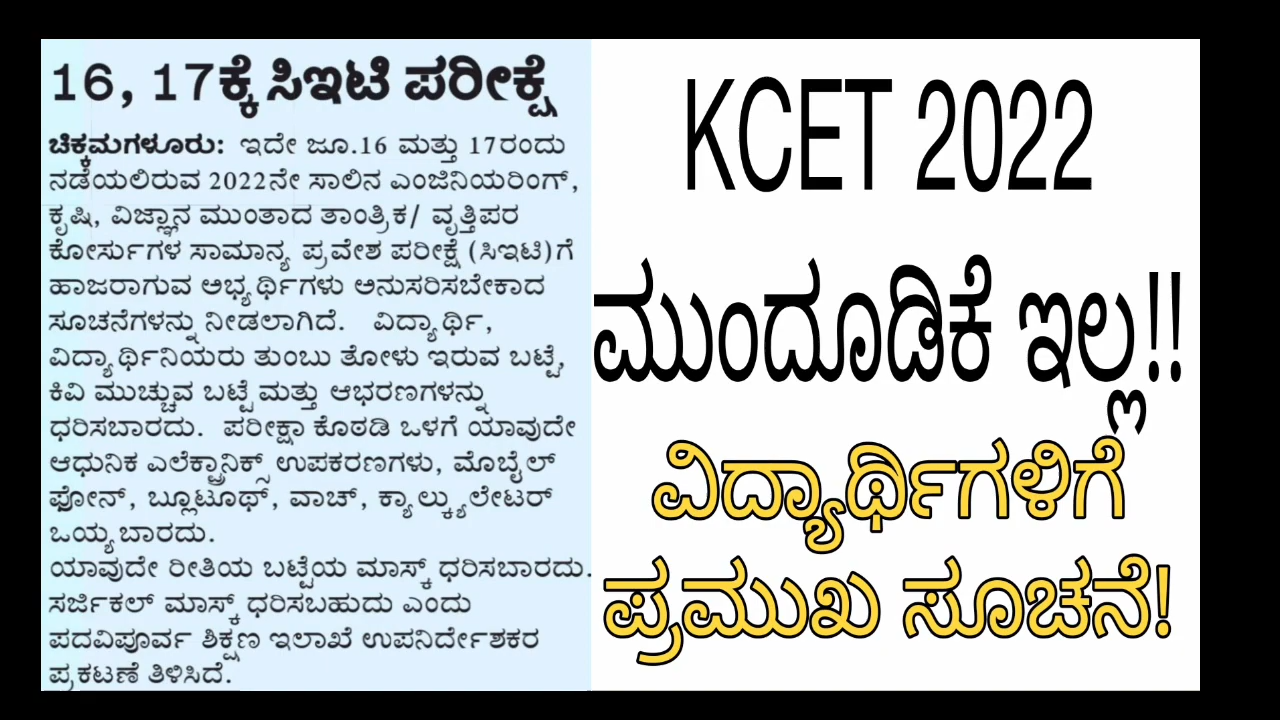 16, 17ಕ್ಕೆ ಸಿಇಟಿ ಪರೀಕ್ಷೆ
ಚಿಕ್ಕಮಗಳೂರು: ಇದೇ ಜೂ.16 ಮತ್ತು 17ರಂದು
ನಡೆಯಲಿರುವ 2022ನೇ ಸಾಲಿನ ಎಂಜಿನಿಯರಿಂಗ್,
ಕೃಷಿ, ವಿಜ್ಞಾನ ಮುಂತಾದ ತಾಂತ್ರಿಕ/ ವೃತ್ತಿಪರ
ಕೋರ್ಸುಗಳ ಸಾಮಾನ್ಯ ಪ್ರವೇಶ ಪರೀಕ್ಷೆ (ಸಿಇಟಿ)ಗೆ
ಹಾಜರಾಗುವ ಅಭ್ಯರ್ಥಿಗಳು ಅನುಸರಿಸಬೇಕಾದ
ಸೂಚನೆಗಳನ್ನು ನೀಡಲಾಗಿದೆ. ವಿದ್ಯಾರ್ಥಿ,
ವಿದ್ಯಾರ್ಥಿನಿಯರು ತುಂಬು ತೋಳು ಇರುವ ಬಟ್ಟೆ,
ಕಿವಿ ಮುಚ್ಚುವ ಬಟ್ಟೆ ಮತ್ತು ಆಭರಣಗಳನ್ನು
ಧರಿಸಬಾರದು. ಪರೀಕ್ಷಾ ಕೊಠಡಿ ಒಳಗೆ ಯಾವುದೇ
ಆಧುನಿಕ ಎಲೆಕ್ಟ್ರಾನಿಕ್ಸ್ ಉಪಕರಣಗಳು, ಮೊಬೈಲ್
ಫೋನ್, ಬ್ಲೂಟೂಥ್, ವಾಚ್, ಕ್ಯಾಲ್ಕ್ಯುಲೇಟರ್
ಒಯ್ಯಬಾರದು.
ಯಾವುದೇ ರೀತಿಯ ಬಟ್ಟೆಯ ಮಾಸ್ಕ್ ಧರಿಸಬಾರದು.
ಸರ್ಜಿಕಲ್ ಮಾಸ್ಕ್ ಧರಿಸಬಹುದು ಎಂದು
ಪದವಿಪೂರ್ವ ಶಿಕ್ಷಣ ಇಲಾಖೆ ಉಪನಿರ್ದೇಶಕರ
ಪ್ರಕಟಣೆ ತಿಳಿಸಿದೆ.
KCET 2022
ಮುಂದೂಡಿಕೆ ಇಲ್ಲ!!
ವಿದ್ಯಾರ್ಥಿಗಳಿಗೆ
ಪ್ರಮುಖ ಸೂಚನೆ!